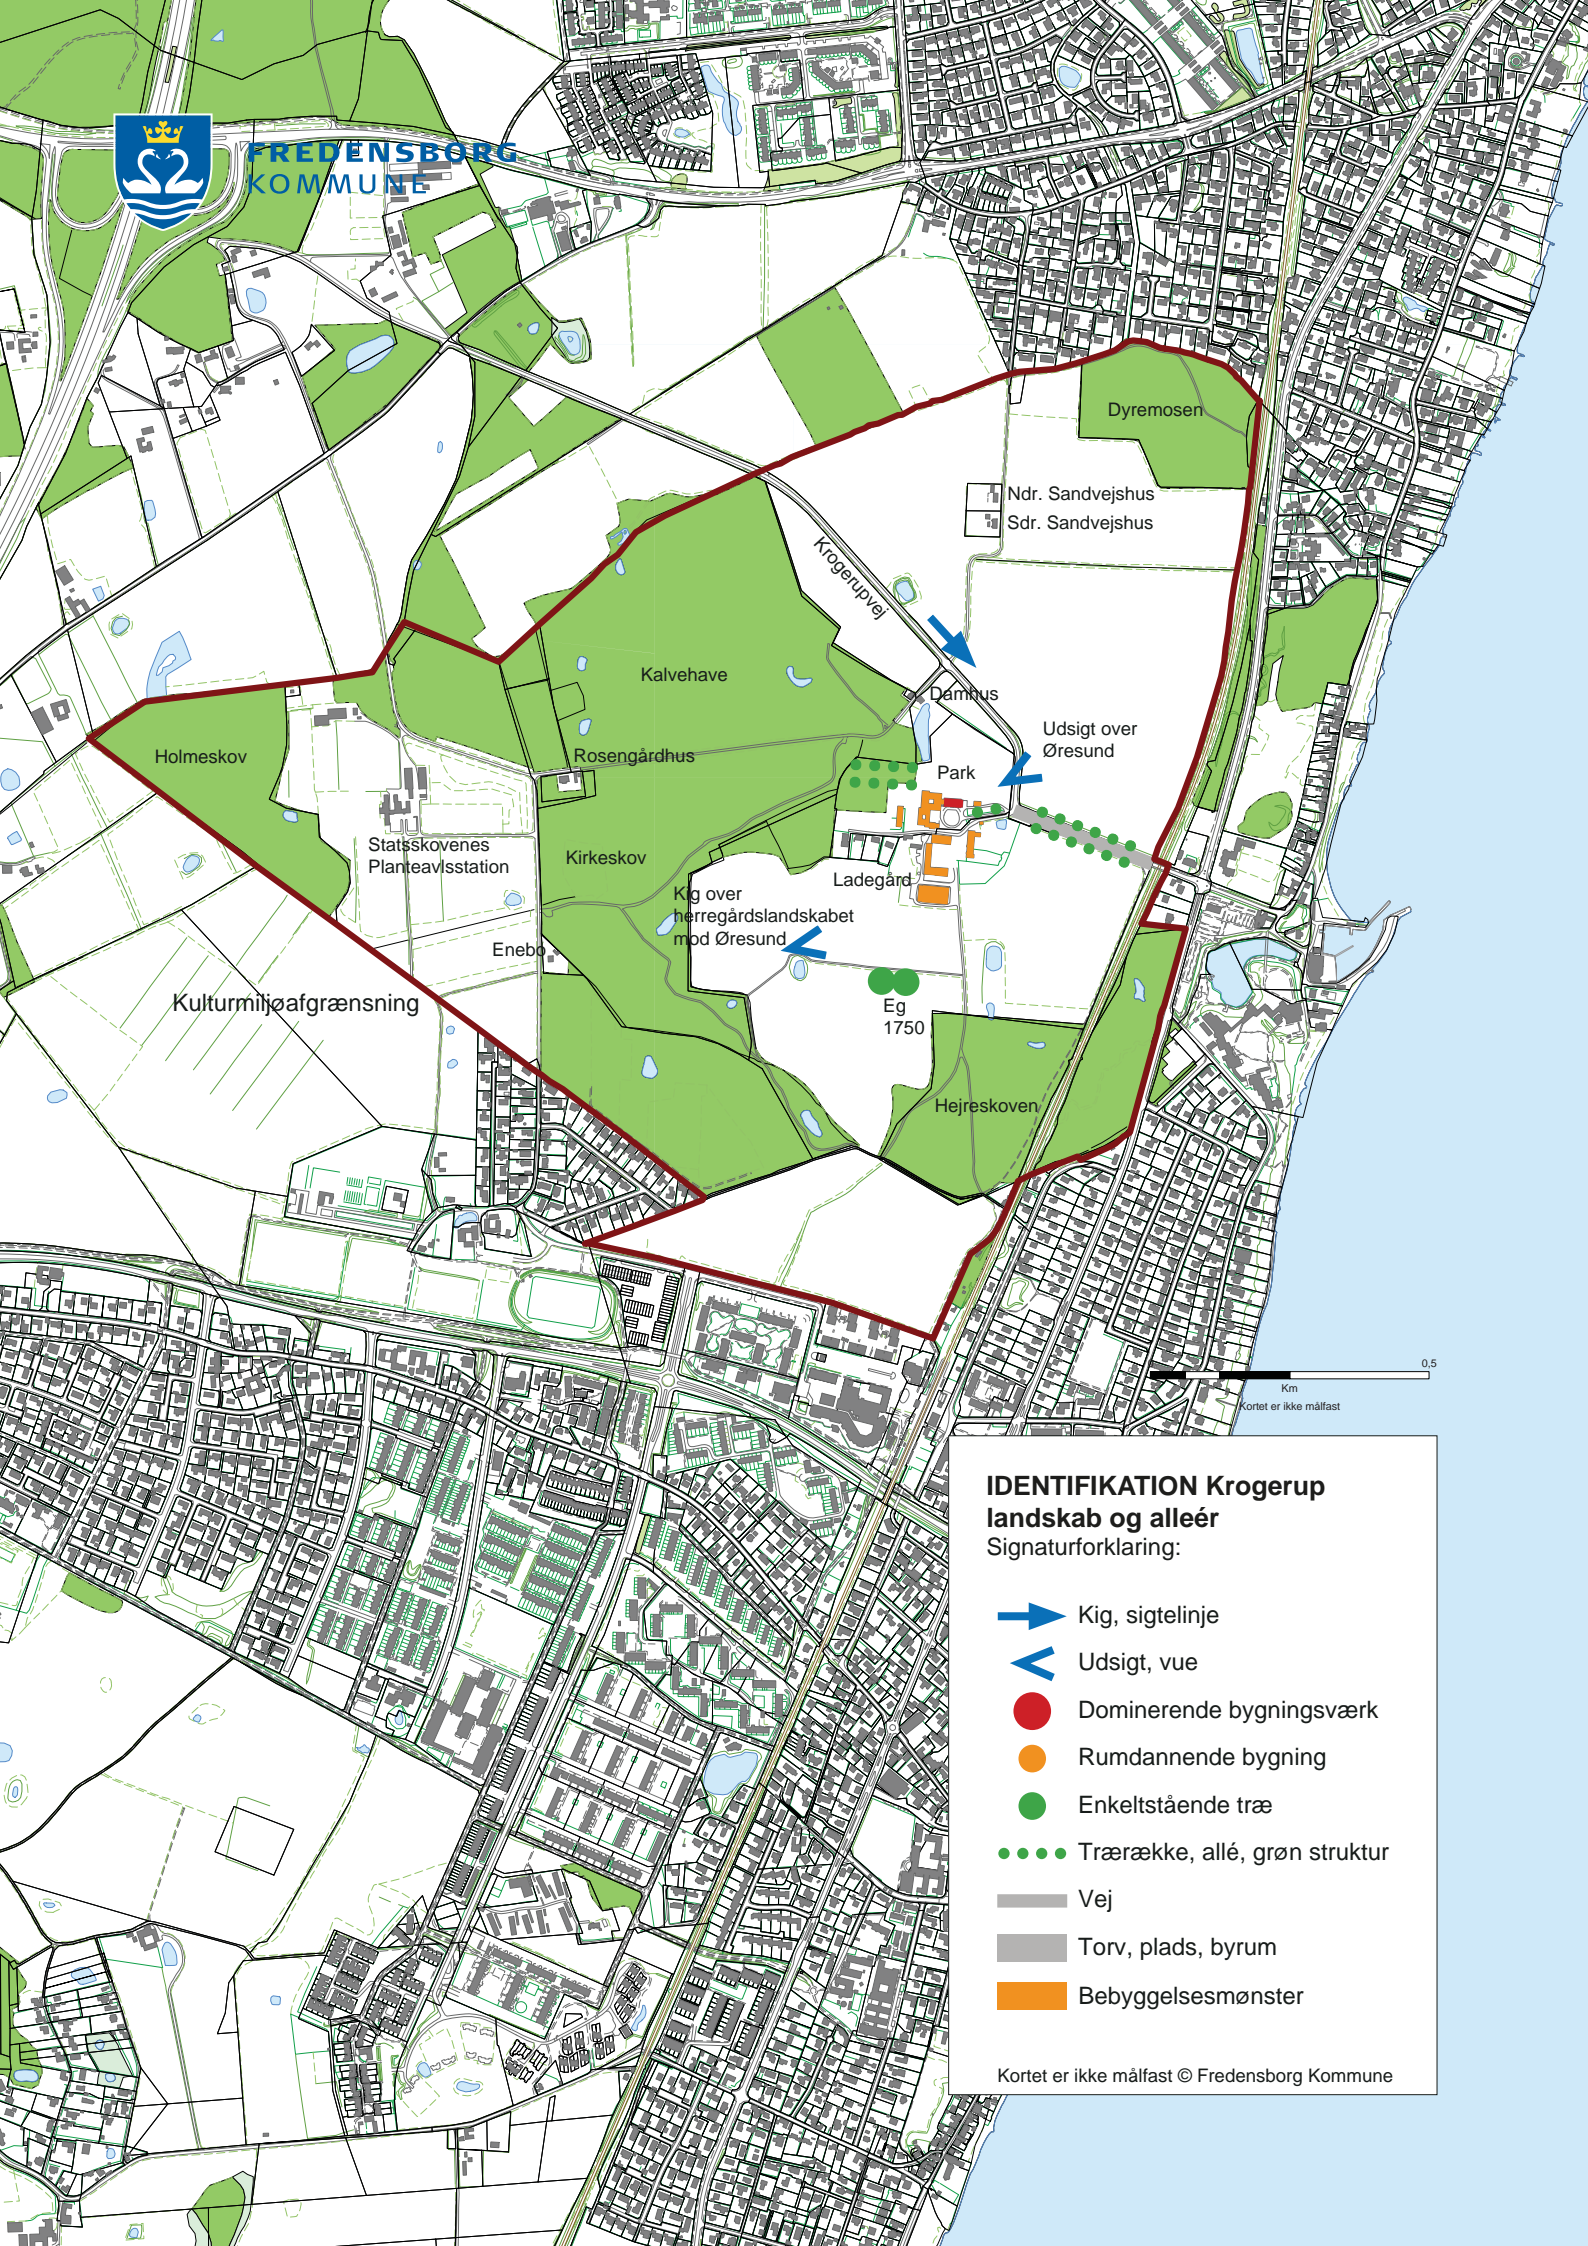 FREDENSBORG
KOMMUNE
Dyremosen
Ndr. Sandvejshus
Sdr. Sandvejshus
Krogerupvej
Kalvehave
Damhus
Udsigt over
Øresund
Holmeskov
Rosengårdhus
Park
Statsskovenes
Planteavlsstation
Kirkeskov
Ladegård
Kig over
herregårdslandskabet
mod Øresund
Enebo
Kulturmiljøafgrænsning
Eg
1750
Hejreskoven
0,5
Km
Kortet er ikke målfast
IDENTIFIKATION Krogerup
landskab og alleér
Signaturforklaring:
Kig, sigtelinje
Udsigt, vue
Dominerende bygningsværk
Rumdannende bygning
Enkeltstående træ
Trærække, allé, grøn struktur
Vej
Torv, plads, byrum
Bebyggelsesmønster
Kortet er ikke målfast © Fredensborg Kommune